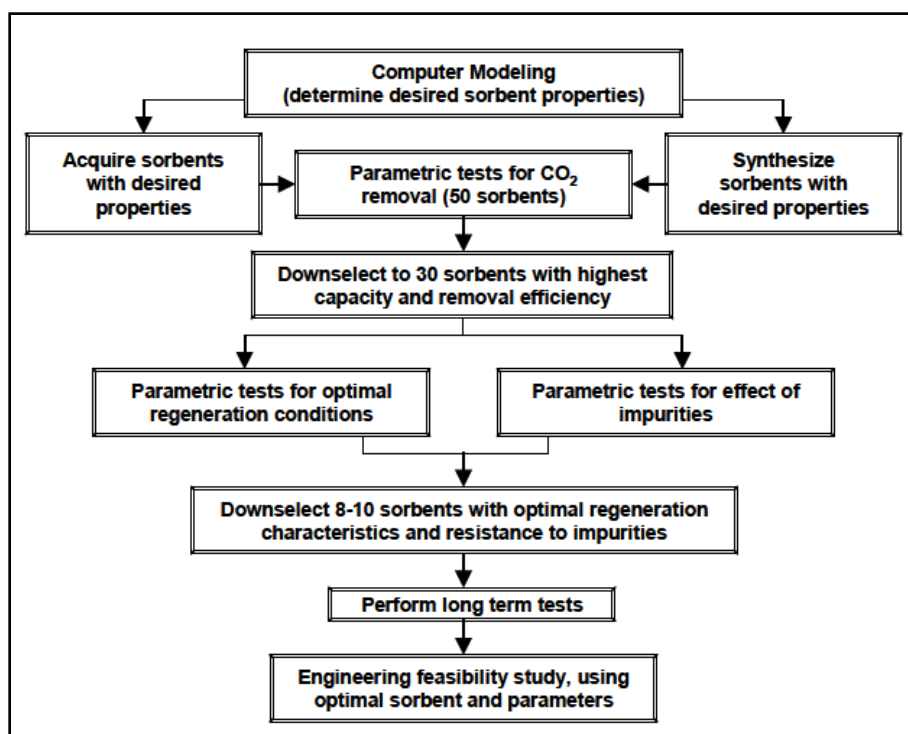 Computer Modeling
(determine desired sorbent properties)
Acquire sorbents
with desired
properties
Parametric tests for CO₂
removal (50 sorbents)
Synthesize
sorbents with
desired properties
Downselect to 30 sorbents with highest
capacity and removal efficiency
Parametric tests for optimal
regeneration conditions
Parametric tests for effect of
impurities
Downselect 8-10 sorbents with optimal regeneration
characteristics and resistance to impurities
Perform long term tests
Engineering feasibility study, using
optimal sorbent and parameters